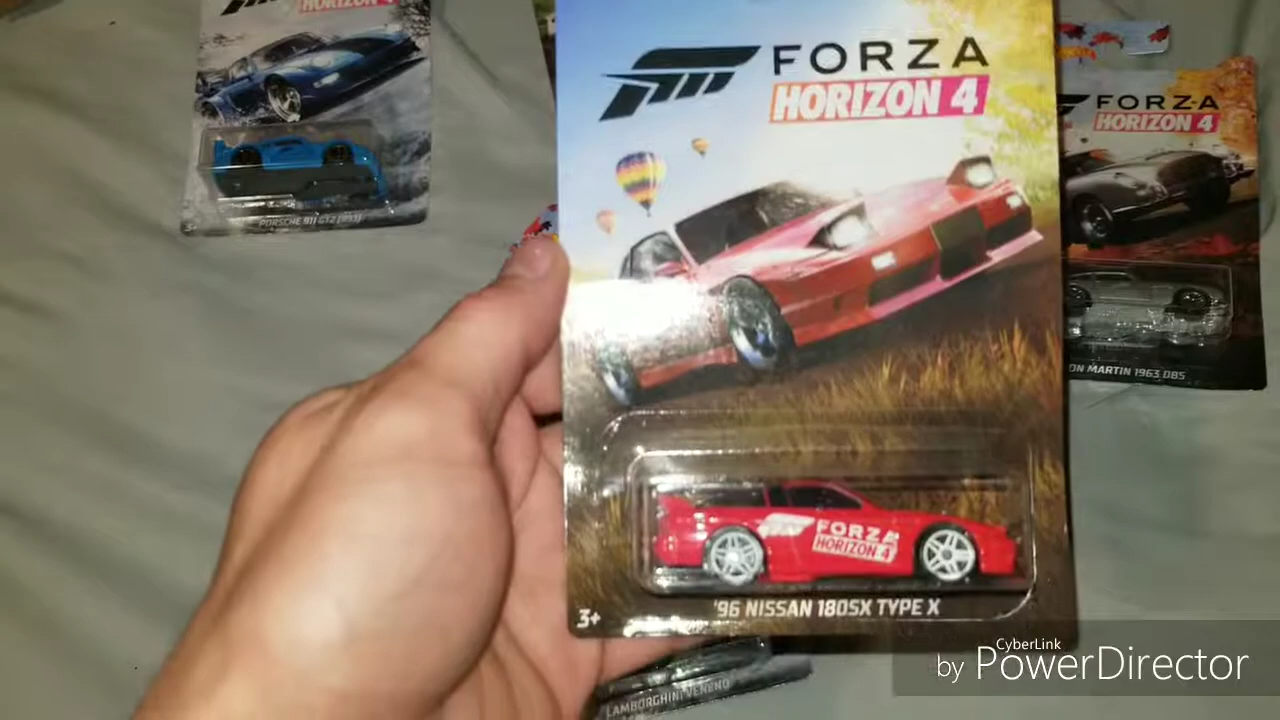 HORIZON 4
PORSCHE 911 GT2 [993]
FORZA
HORIZON 4
FORZA
HORIZON 4
'96 NISSAN 180SX TYPE X
3+
FORZA
HORIZON 4
ON MARTIN 1963 DB5
LAMBORGHINI VENENO
CyberLink
by PowerDirector